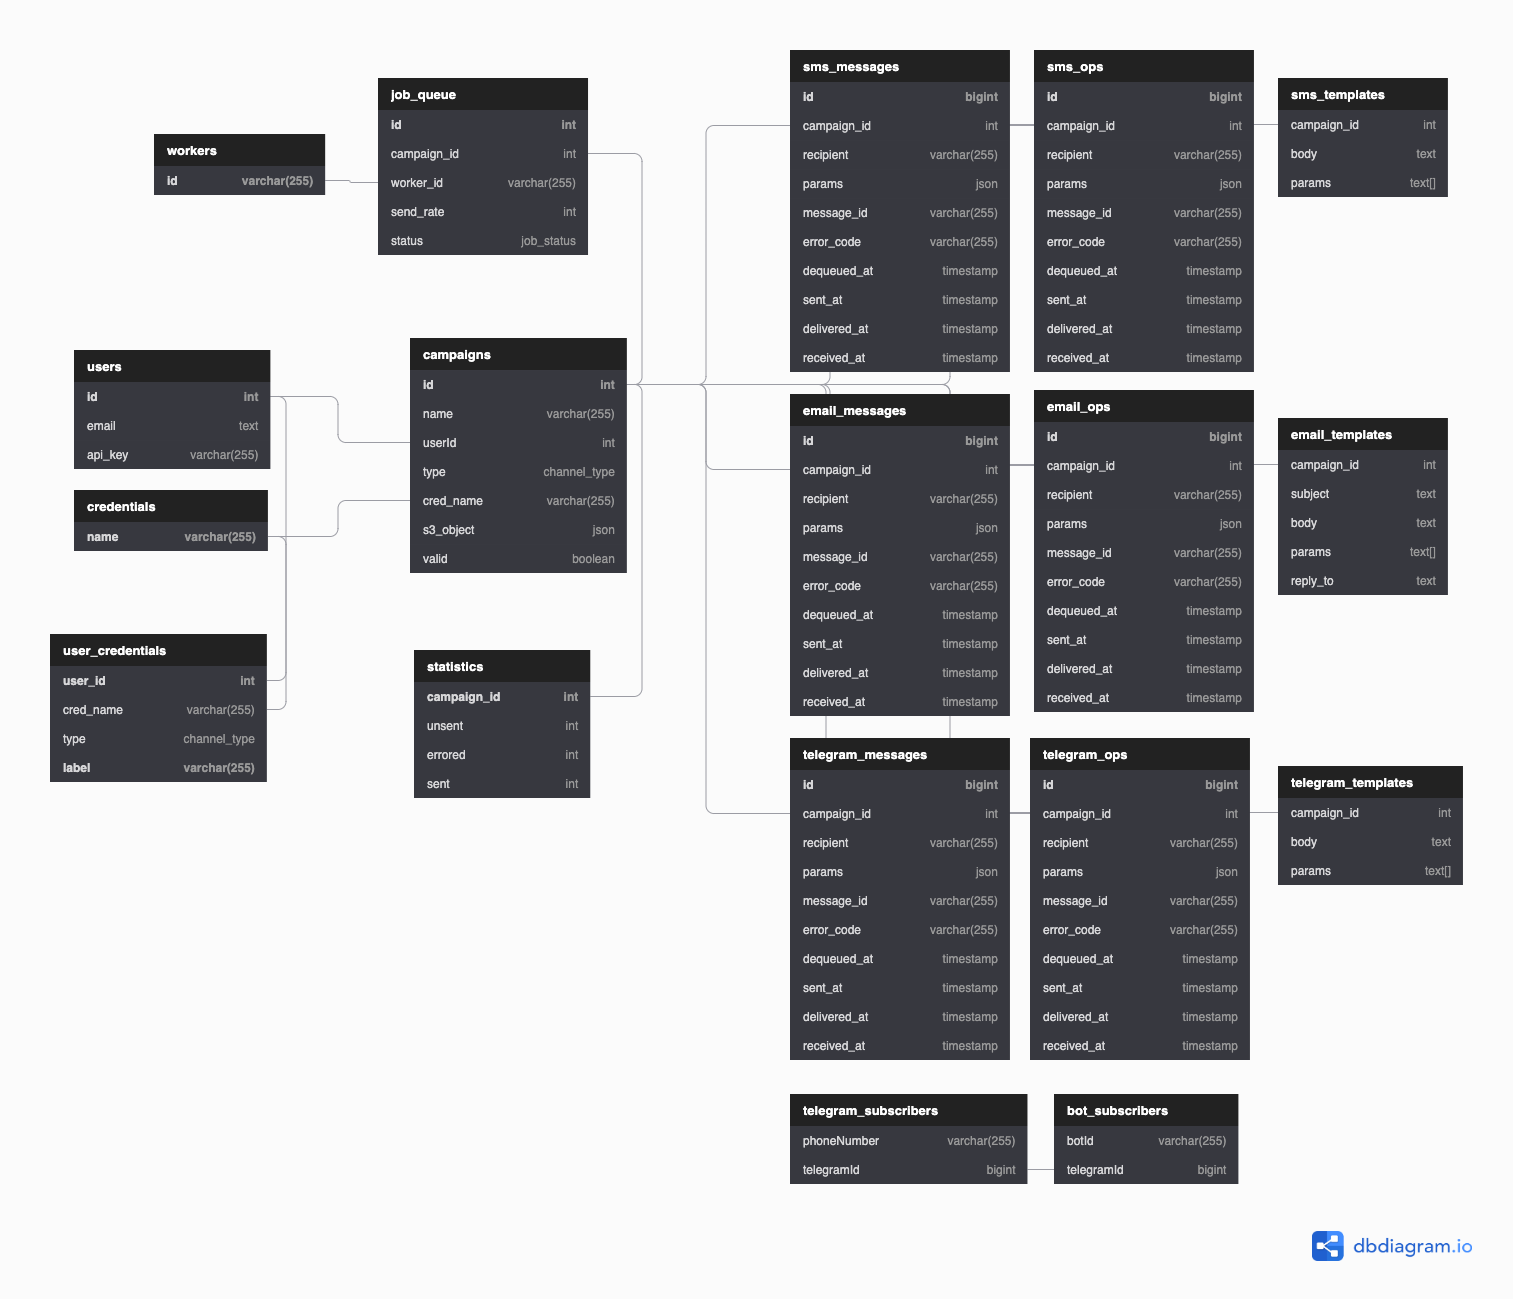 workers
id varchar(255)
job_queue
id int
campaign_id int
worker_id varchar(255)
send_rate int
status job_status
users
id int
email text
api_key varchar(255)
credentials
name varchar(255)
user_credentials
user_id int
cred_name varchar(255)
type channel_type
label varchar(255)
campaigns
id int
name varchar(255)
userId int
type channel_type
cred_name varchar(255)
s3_object json
valid boolean
statistics
campaign_id int
unsent int
errored int
sent int
sms_messages
id bigint
campaign_id int
recipient varchar(255)
params json
message_id varchar(255)
error_code varchar(255)
dequeued_at timestamp
sent_at timestamp
delivered_at timestamp
received_at timestamp
sms_ops
id bigint
campaign_id int
recipient varchar(255)
params json
message_id varchar(255)
error_code varchar(255)
dequeued_at timestamp
sent_at timestamp
delivered_at timestamp
received_at timestamp
sms_templates
campaign_id int
body text
params text[]
email_messages
id bigint
campaign_id int
recipient varchar(255)
params json
message_id varchar(255)
error_code varchar(255)
dequeued_at timestamp
sent_at timestamp
delivered_at timestamp
received_at timestamp
email_ops
id bigint
campaign_id int
recipient varchar(255)
params json
message_id varchar(255)
error_code varchar(255)
dequeued_at timestamp
sent_at timestamp
delivered_at timestamp
received_at timestamp
email_templates
campaign_id int
subject text
body text
params text[]
reply_to text
telegram_messages
id bigint
campaign_id int
recipient varchar(255)
params json
message_id varchar(255)
error_code varchar(255)
dequeued_at timestamp
sent_at timestamp
delivered_at timestamp
received_at timestamp
telegram_ops
id bigint
campaign_id int
recipient varchar(255)
params json
message_id varchar(255)
error_code varchar(255)
dequeued_at timestamp
sent_at timestamp
delivered_at timestamp
received_at timestamp
telegram_templates
campaign_id int
body text
params text[]
telegram_subscribers
phoneNumber varchar(255)
telegramId bigint
bot_subscribers
botId varchar(255)
telegramId bigint
dbdiagram.io